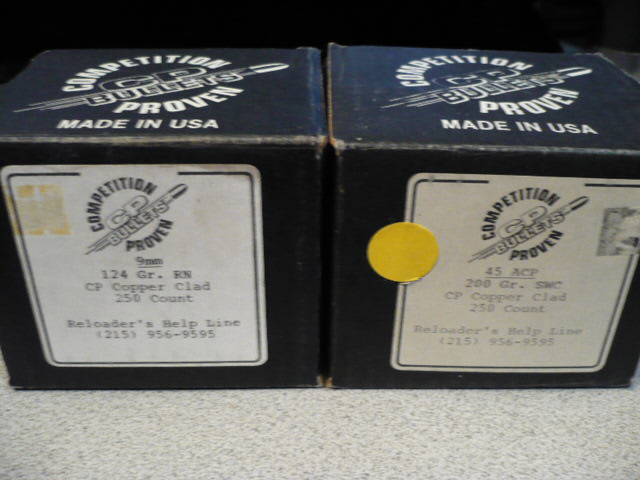 COMPETITION
CP
BULLETS
PROVEN
MADE IN USA
COMPETITION
CP
BULLETS
PROVEN
9mm
124 Gr. RN
CP Copper Clad
250 Count
Reloader's Help Line
(215) 956-9595
COMPETITION
CP
BULLETS
PROVEN
MADE IN USA
COMPETITION
CP
BULLETS
PROVEN
45 ACP
200 Gr. SWC
CP Copper Clad
250 Count
Reloader's Help Line
(215) 956-9595